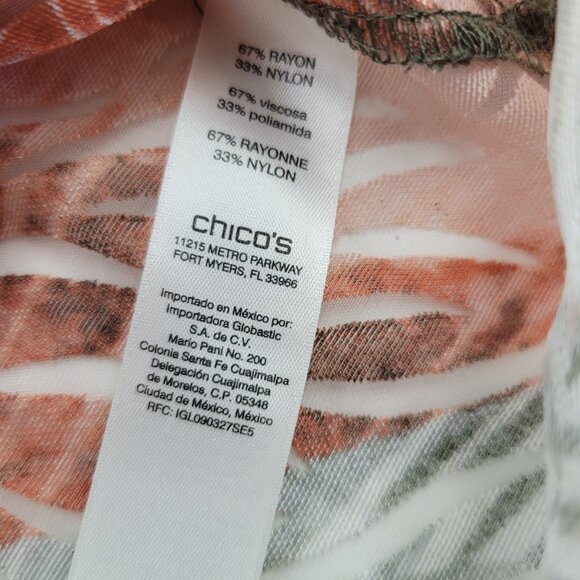 67% RAYON
33% NYLON
67% viscosa
33% poliamida
67% RAYONNE
33% NYLON
chico's
11215 METRO PARKWAY
FORT MYERS, FL 33966
Importado en México por:
Importadora Globastic
S.A. de C.V.
Mario Pani No. 200
Colonia Santa Fe Cuajimalpa
Delegación Cuajimalpa
de Morelos, C.P. 05348
Ciudad de México, México
RFC: IGL090327SE5